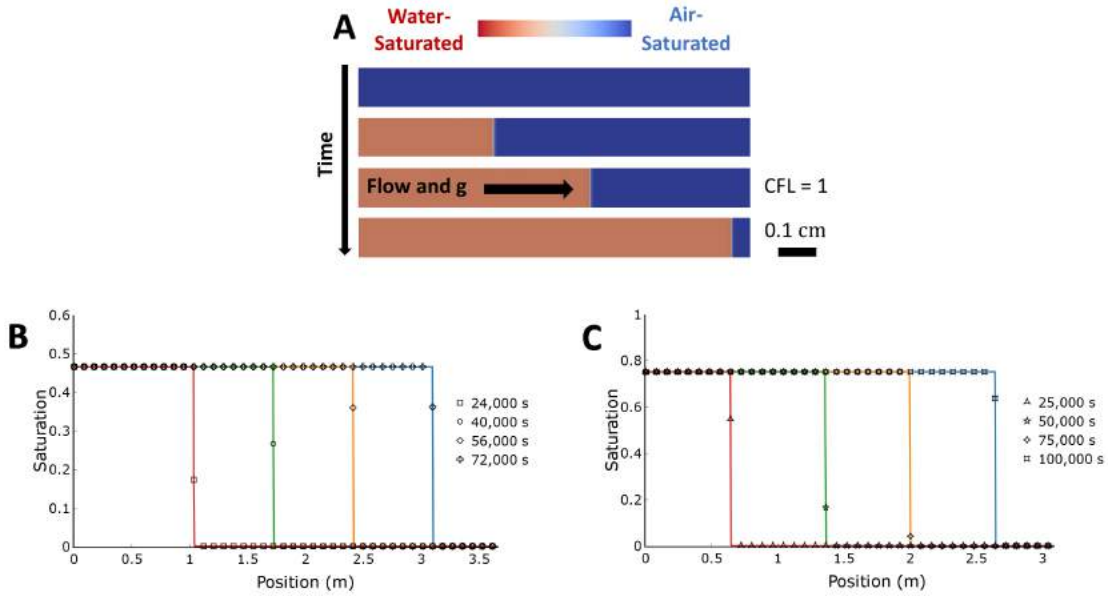 A
Water-
Saturated
Air-
Saturated
Time
Flow and g
CFL = 1
0.1 cm
B
Saturation
0.6
0.5
0.4
0.3
0.2
0.1
0
0 0.5 1 1.5 2 2.5 3 3.5
Position (m)
24,000 s
40,000 s
56,000 s
72,000 s
C
Saturation
1
0.8
0.6
0.4
0.2
0
0 0.5 1 1.5 2 2.5 3
Position (m)
25,000 s
50,000 s
75,000 s
100,000 s